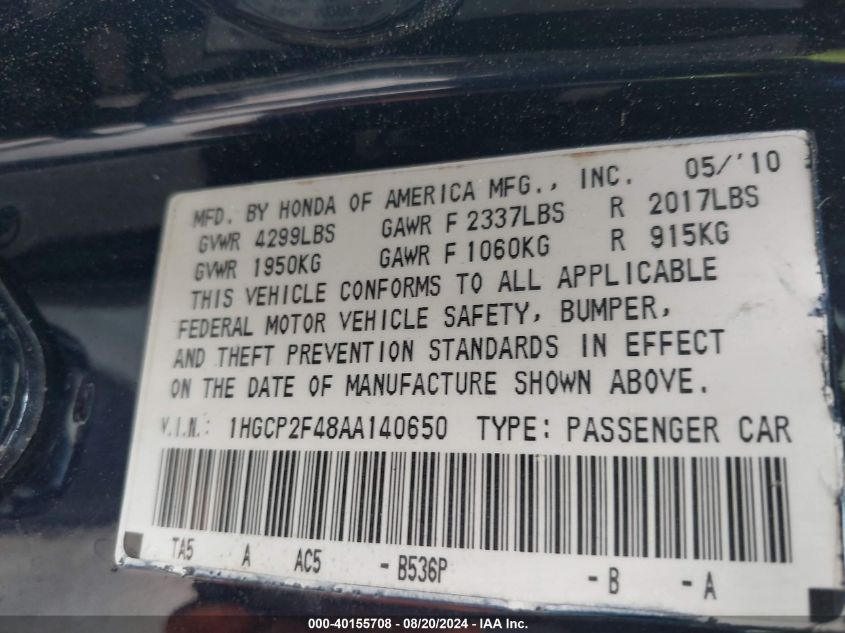 MFD. BY HONDA OF AMERICA MFG., INC. 05/'10
GVWR 4299LBS GAWR F 2337LBS R 2017LBS
GVWR 1950KG GAWR F 1060KG R 915KG
THIS VEHICLE CONFORMS TO ALL APPLICABLE
FEDERAL MOTOR VEHICLE SAFETY, BUMPER,
AND THEFT PREVENTION STANDARDS IN EFFECT
ON THE DATE OF MANUFACTURE SHOWN ABOVE.
V.I.N.: 1HGCP2F48AA140650 TYPE: PASSENGER CAR
TA5 A AC5 - B536P - B - A
000-40155708 - 08/20/2024 - IAA Inc.